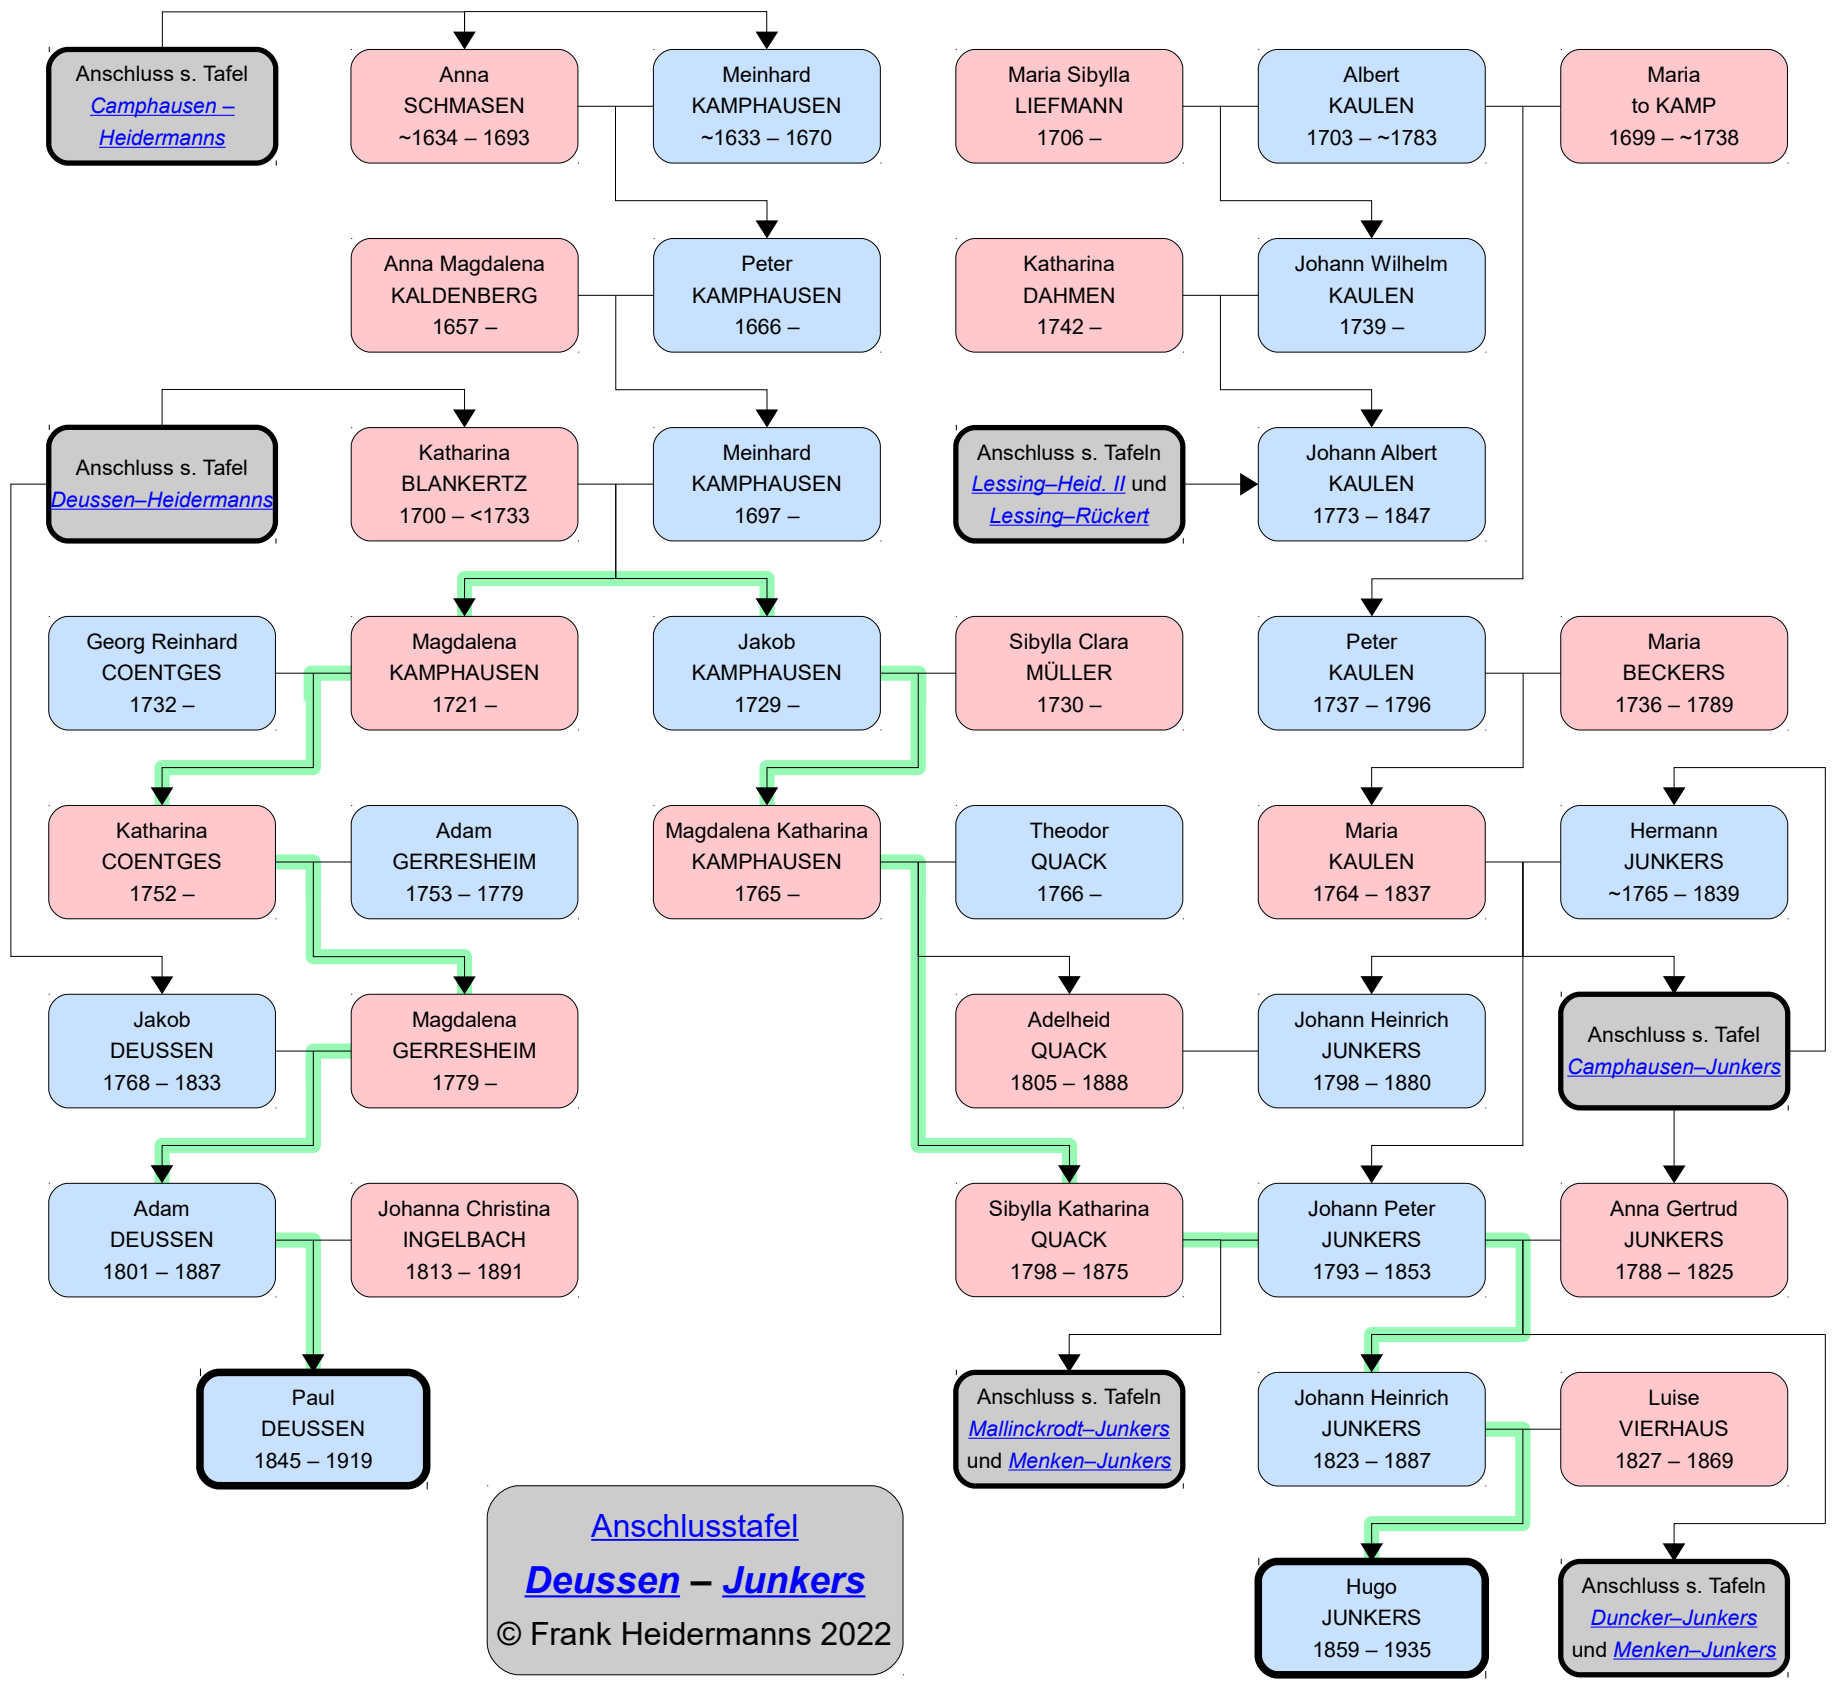 Anschluss s. Tafel
Camphausen –
Heidermanns
Anna
SCHMASEN
~1634 – 1693
Meinhard
KAMPHAUSEN
~1633 – 1670
Maria Sibylla
LIEFMANN
1706 –
Albert
KAULEN
1703 – ~1783
Maria
to KAMP
1699 – ~1738
Anna Magdalena
KALDENBERG
1657 –
Peter
KAMPHAUSEN
1666 –
Katharina
DAHMEN
1742 –
Johann Wilhelm
KAULEN
1739 –
Anschluss s. Tafel
Deussen–Heidermanns
Katharina
BLANKERTZ
1700 – <1733
Meinhard
KAMPHAUSEN
1697 –
Anschluss s. Tafeln
Lessing–Heid. II und
Lessing–Rückert
Johann Albert
KAULEN
1773 – 1847
Georg Reinhard
COENTGES
1732 –
Magdalena
KAMPHAUSEN
1721 –
Jakob
KAMPHAUSEN
1729 –
Sibylla Clara
MÜLLER
1730 –
Peter
KAULEN
1737 – 1796
Maria
BECKERS
1736 – 1789
Katharina
COENTGES
1752 –
Adam
GERRESHEIM
1753 – 1779
Magdalena Katharina
KAMPHAUSEN
1765 –
Theodor
QUACK
1766 –
Maria
KAULEN
1764 – 1837
Hermann
JUNKERS
~1765 – 1839
Jakob
DEUSSEN
1768 – 1833
Magdalena
GERRESHEIM
1779 –
Adelheid
QUACK
1805 – 1888
Johann Heinrich
JUNKERS
1798 – 1880
Anschluss s. Tafel
Camphausen–Junkers
Adam
DEUSSEN
1801 – 1887
Johanna Christina
INGELBACH
1813 – 1891
Sibylla Katharina
QUACK
1798 – 1875
Johann Peter
JUNKERS
1793 – 1853
Anna Gertrud
JUNKERS
1788 – 1825
Paul
DEUSSEN
1845 – 1919
Anschluss s. Tafeln
Mallinckrodt–Junkers
und Menken–Junkers
Johann Heinrich
JUNKERS
1823 – 1887
Luise
VIERHAUS
1827 – 1869
Anschlusstafel
Deussen – Junkers
© Frank Heidermanns 2022
Hugo
JUNKERS
1859 – 1935
Anschluss s. Tafeln
Duncker–Junkers
und Menken–Junkers